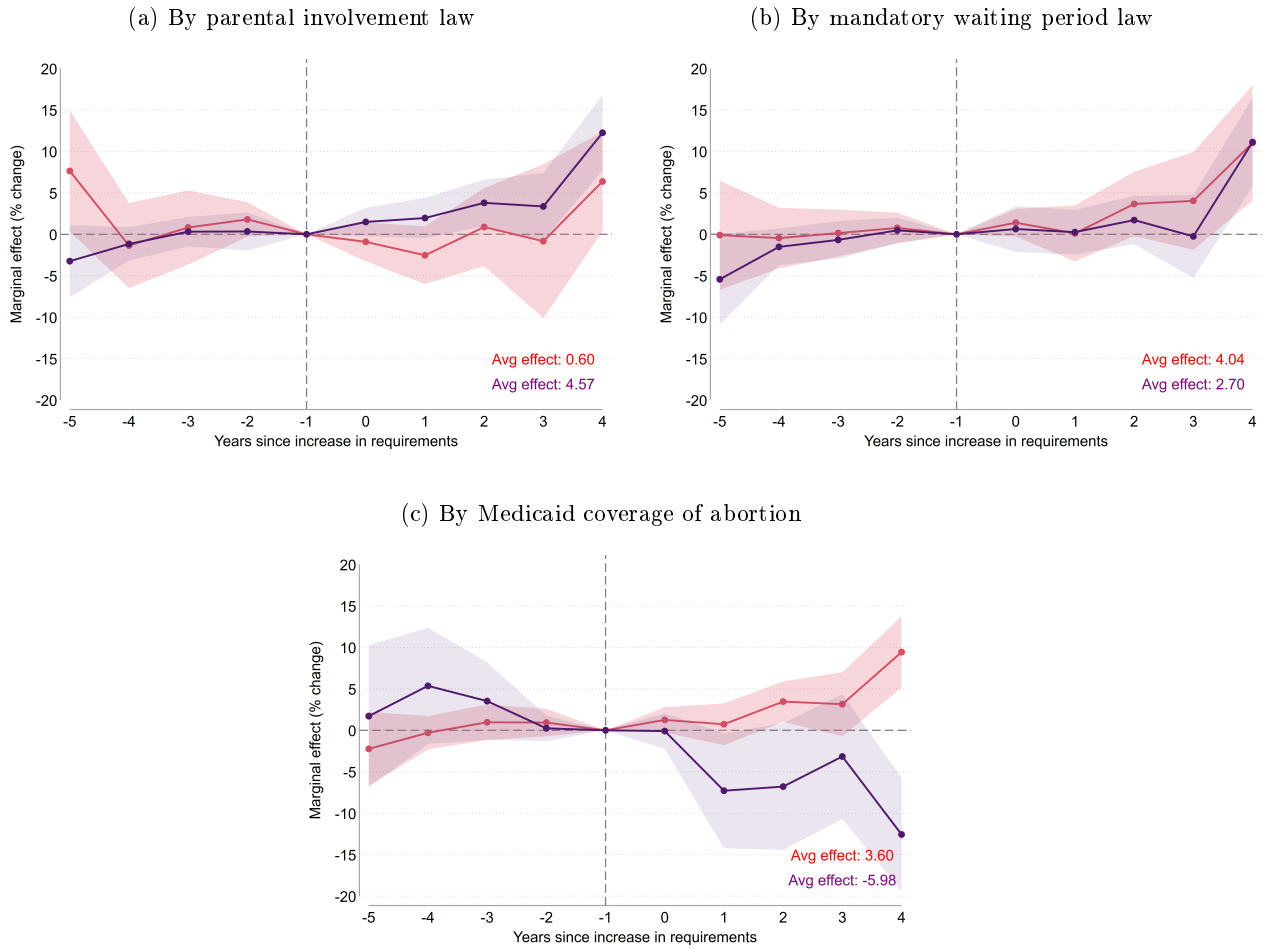 (a) By parental involvement law
20
15
10
5
0
-5
-10
-15
-20
Marginal effect (% change)
Avg effect: 0.60
Avg effect: 4.57
-5 -4 -3 -2 -1 0 1 2 3 4
Years since increase in requirements
(b) By mandatory waiting period law
20
15
10
5
0
-5
-10
-15
-20
Marginal effect (% change)
Avg effect: 4.04
Avg effect: 2.70
-5 -4 -3 -2 -1 0 1 2 3 4
Years since increase in requirements
(c) By Medicaid coverage of abortion
20
15
10
5
0
-5
-10
-15
-20
Marginal effect (% change)
Avg effect: 3.60
Avg effect: -5.98
-5 -4 -3 -2 -1 0 1 2 3 4
Years since increase in requirements